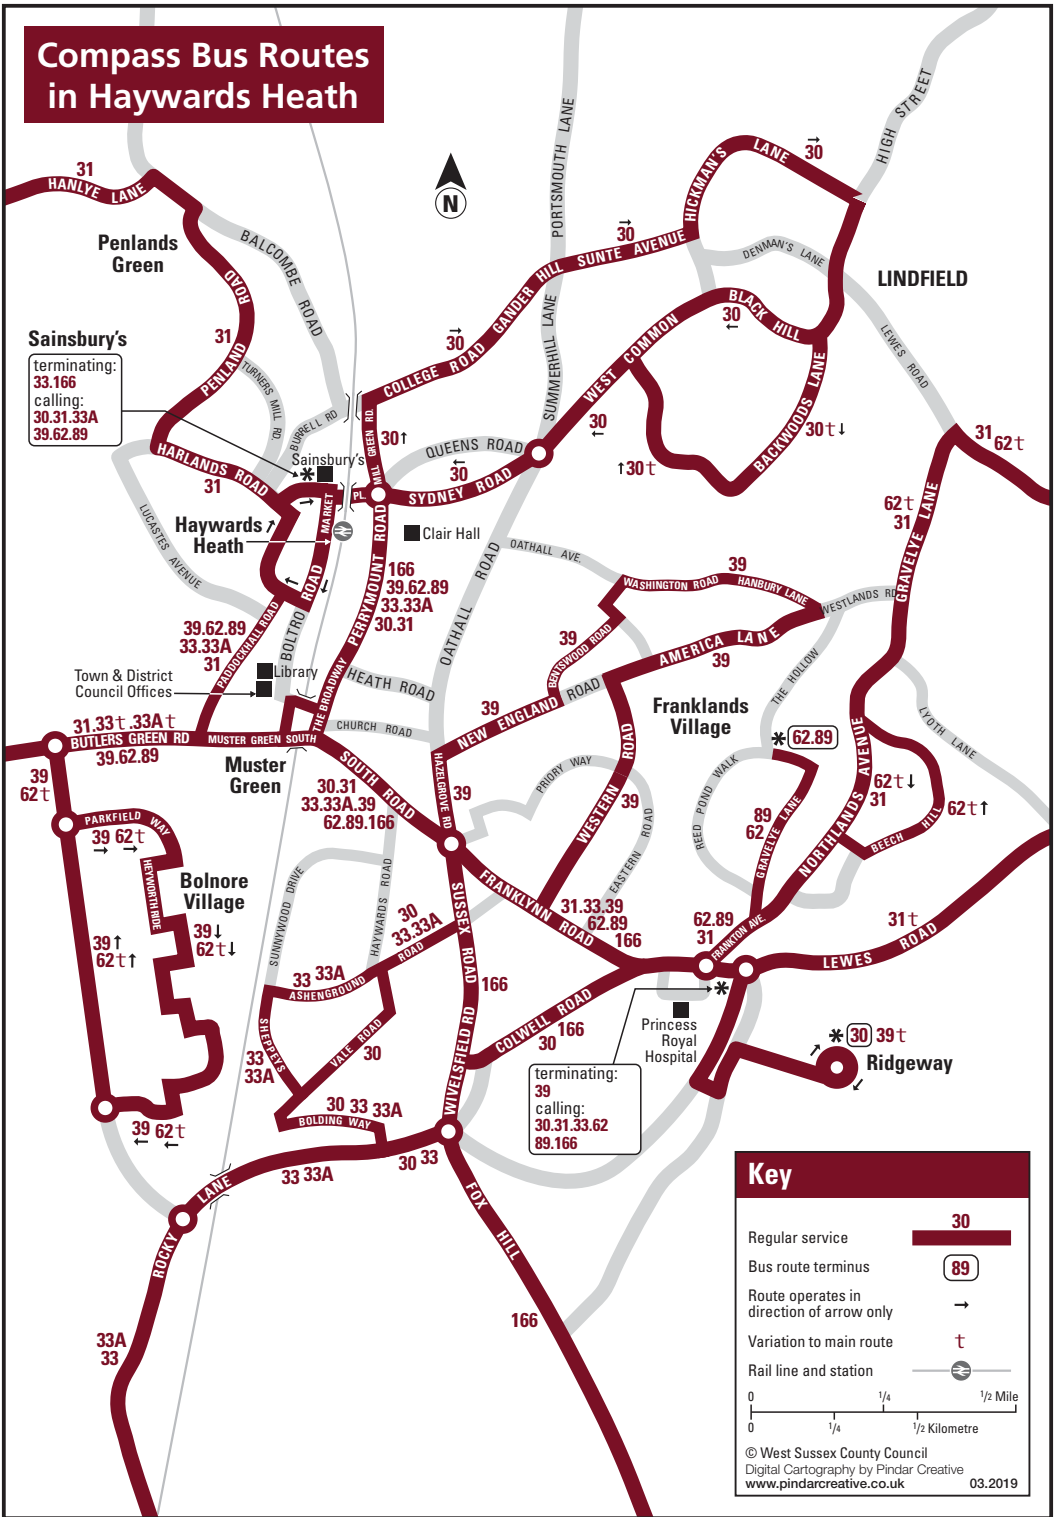 Compass Bus Routes
in Haywards Heath
PORTSMOUTH LANE
HIGH STREET
31
HANLYE LANE
N
HICKMAN'S LANE
→
30
Penlands
Green
BALCOMBE ROAD
→
30
SUNTE AVENUE
GANDER HILL
DENMAN'S LANE
LINDFIELD
PENLAND ROAD
31
→
30
COLLEGE ROAD
SUMMERHILL LANE
WEST COMMON
BLACK HILL
30
←
LEWES ROAD
Sainsbury's
terminating:
33.166
calling:
30.31.33A
39.62.89
TURNERS MILL RD.
BURRELL RD
MILL GREEN RD.
30↑
QUEENS ROAD
←
30
SYDNEY ROAD
30
←
↑30t
BACKWOODS LANE
30t↓
31
62t
HARLANDS ROAD
31
Sainsbury's
*
→
MARKET PL.
LUCASTES AVENUE
Haywards
Heath
Clair Hall
62t
31
GRAVELYE LANE
BOLTRO ROAD
PERRYMOUNT ROAD
166
39.62.89
33.33A
30.31
OATHALL ROAD
OATHALL AVE.
WASHINGTON ROAD
39
HANBURY LANE
WESTLANDS RD
39.62.89
33.33A
31
PADDOCKHALL ROAD
39
BENTSWOOD ROAD
AMERICA LANE
39
THE HOLLOW
Town & District
Council Offices
Library
HEATH ROAD
THE BROADWAY
CHURCH ROAD
39
NEW ENGLAND ROAD
Franklands
Village
* 62.89
LYOTH LANE
31.33t.33At
BUTLERS GREEN RD
39.62.89
MUSTER GREEN SOUTH
Muster
Green
SOUTH ROAD
30.31
33.33A.39
62.89.166
HAZELGROVE RD
39
PRIORY WAY
WESTERN ROAD
39
EASTERN ROAD
REED POND WALK
89
62
GRAVELYE LANE
NORTHLANDS AVENUE
62t↓
31
62t↑
BEECH HILL
39
62t
PARKFIELD WAY
39 62t
→ →
HEYWORTH RIDE
Bolnore
Village
39↓
62t↓
39↑
62t↑
SUNNYWOOD DRIVE
HAYWARDS ROAD
30
33.33A
SUSSEX ROAD
FRANKLYNN ROAD
31.33.39
62.89
166
62.89
31
FRANKTON AVE.
31t
LEWES ROAD
33 33A
ASHENGROUND ROAD
166
*
SHEPPEYS
33
33A
VALE ROAD
30
WIVELSFIELD RD
COLWELL ROAD
166
30
Princess
Royal
Hospital
* 30 39t
Ridgeway
terminating:
39
calling:
30.31.33.62
89.166
30 33 33A
BOLDING WAY
39 62t
← ←
33 33A
30 33
ROCKY LANE
FOX HILL
166
33A
33
Key
Regular service
30
Bus route terminus
89
Route operates in
direction of arrow only
→
Variation to main route
t
Rail line and station
0 1/4 1/2 Mile
0 1/4 1/2 Kilometre
© West Sussex County Council
Digital Cartography by Pindar Creative
www.pindarcreative.co.uk 03.2019